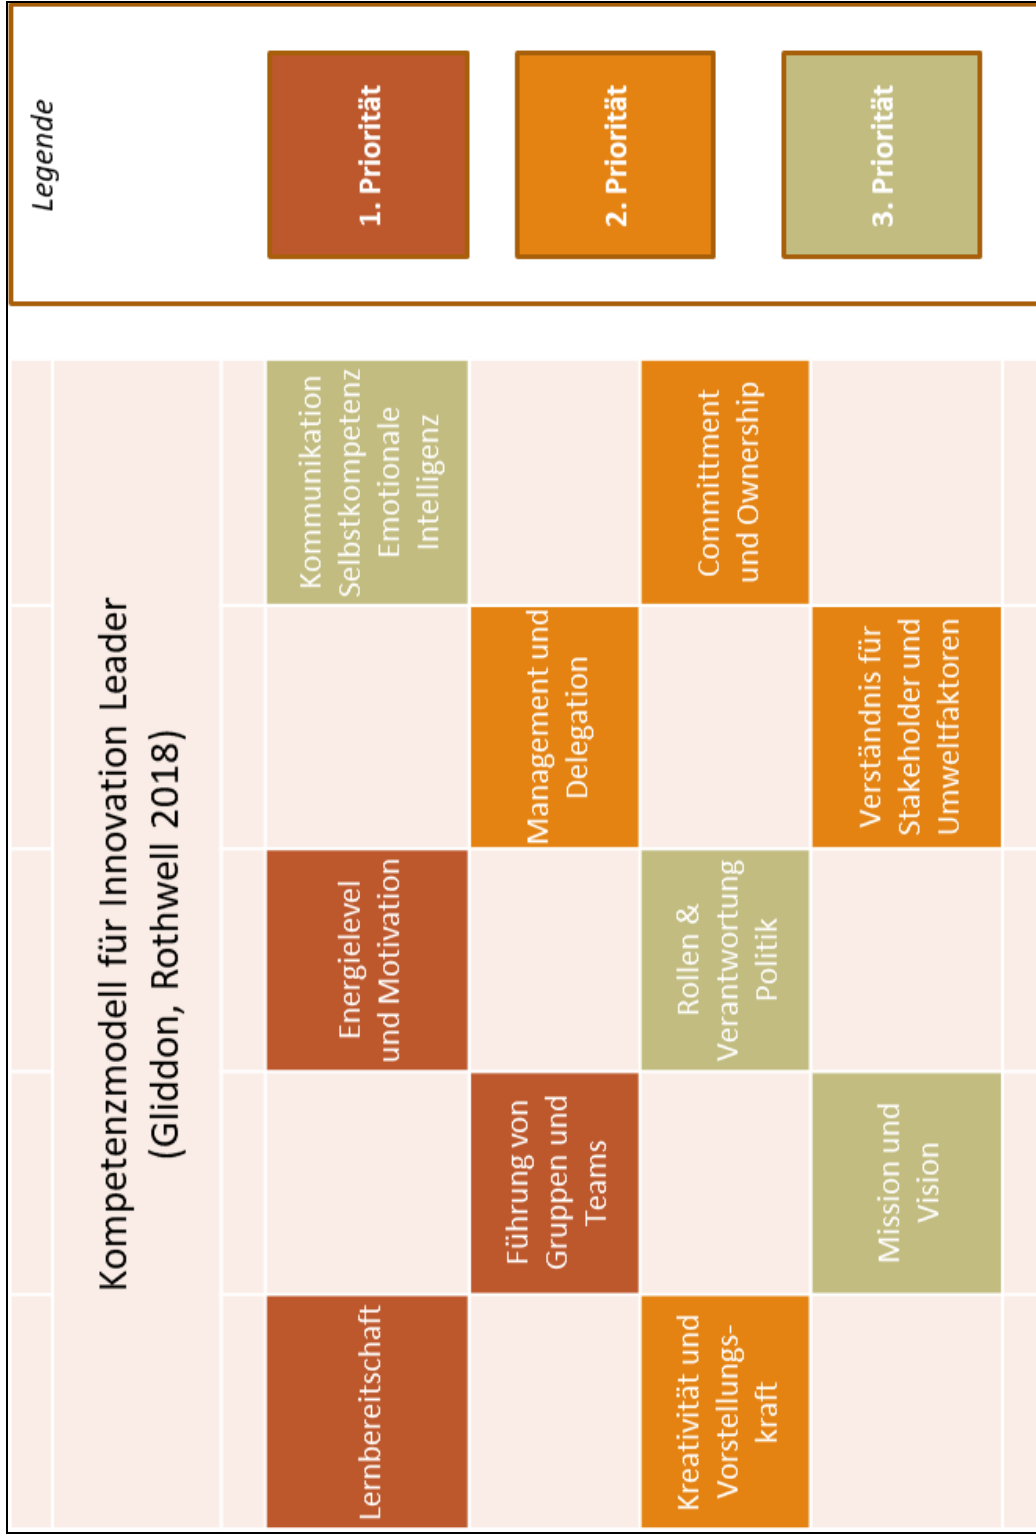 Kompetenzmodell für Innovation Leader
(Gliddon, Rothwell 2018)
Lernbereitschaft
Energielevel
und Motivation
Kommunikation
Selbstkompetenz
Emotionale
Intelligenz
Führung von
Gruppen und
Teams
Management und
Delegation
Kreativität und
Vorstellungs-
kraft
Rollen &
Verantwortung
Politik
Committment
und Ownership
Mission und
Vision
Verständnis für
Stakeholder und
Umweltfaktoren
Legende
1. Priorität
2. Priorität
3. Priorität